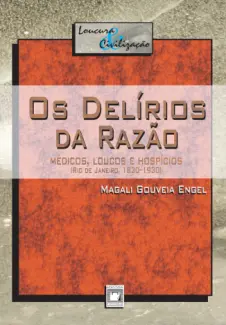 Loucura
&
Civilização
OS DELÍRIOS
DA RAZÃO
MÉDICOS, LOUCOS E HOSPÍCIOS
(RIO DE JANEIRO, 1830-1930)
MAGALI GOUVEIA ENGEL